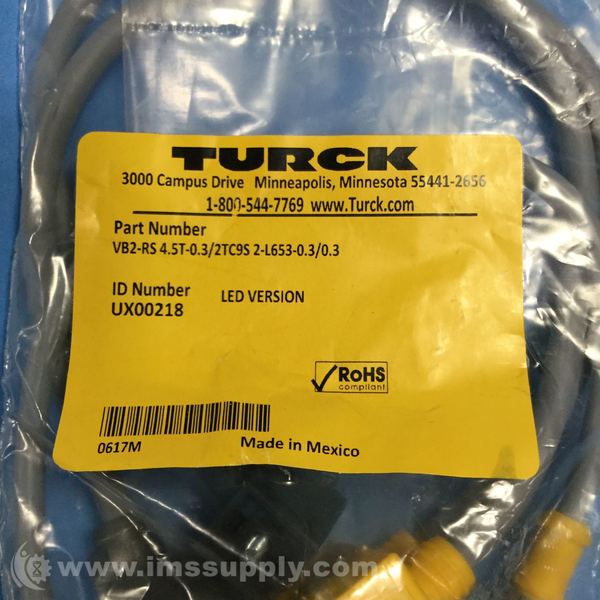 TURCK
3000 Campus Drive Minneapolis, Minnesota 55441-2656
1-800-544-7769 www.Turck.com
Part Number
VB2-RS 4.5T-0.3/2TC9S 2-L653-0.3/0.3
ID Number LED VERSION
UX00218
RoHS
compliant
0617M Made in Mexico
www.imssupply.com